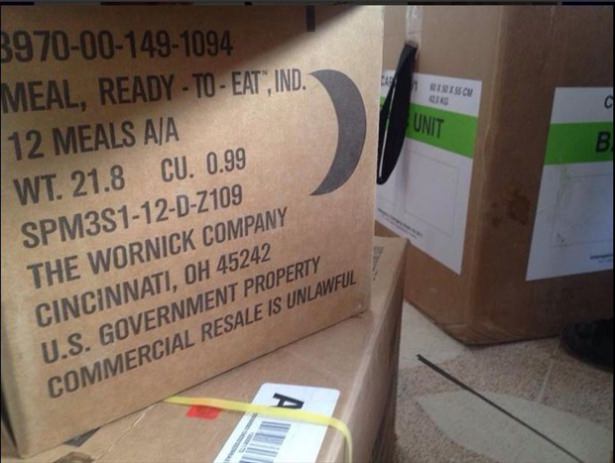 8970-00-149-1094
MEAL, READY - TO - EAT™, IND.
12 MEALS A/A
WT. 21.8 CU. 0.99
SPM3S1-12-D-Z109
THE WORNICK COMPANY
CINCINNATI, OH 45242
U.S. GOVERNMENT PROPERTY
COMMERCIAL RESALE IS UNLAWFUL
A
UNIT
B